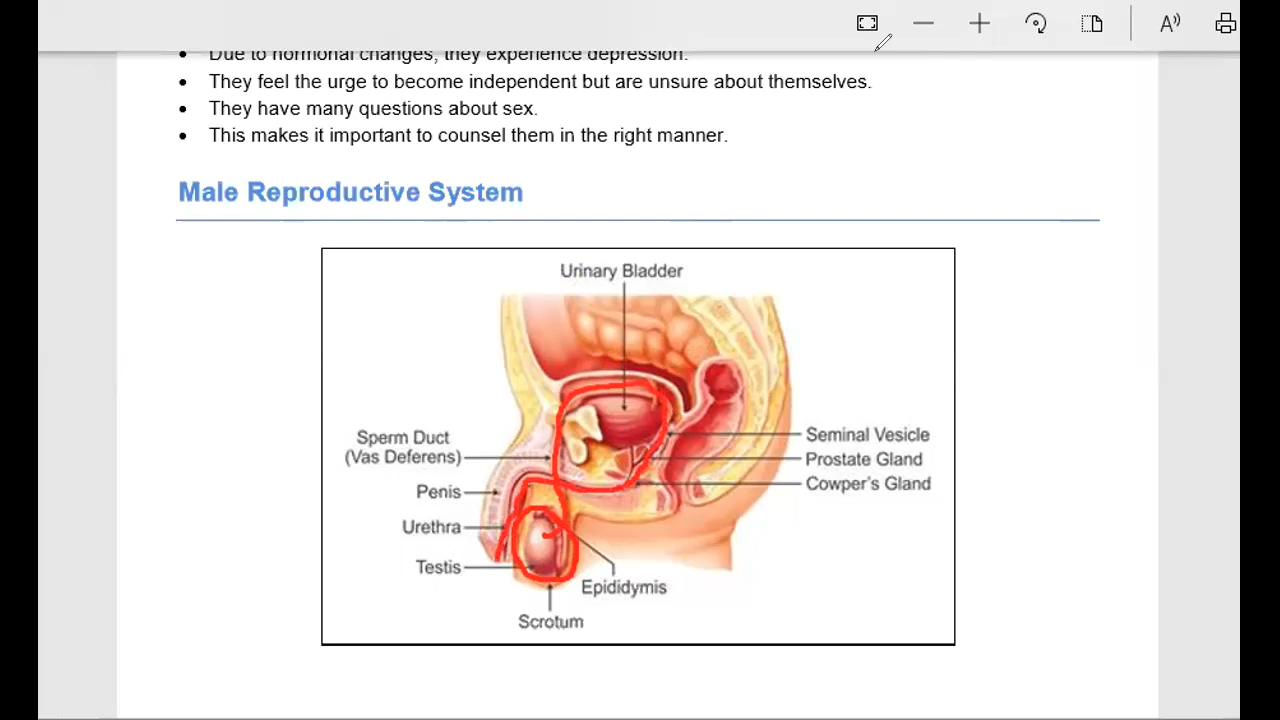 • Due to hormonal changes, they experience depression.
• They feel the urge to become independent but are unsure about themselves.
• They have many questions about sex.
• This makes it important to counsel them in the right manner.
Male Reproductive System
Urinary Bladder
Sperm Duct
(Vas Deferens)
Penis
Urethra
Testis
Seminal Vesicle
Prostate Gland
Cowper's Gland
Epididymis
Scrotum